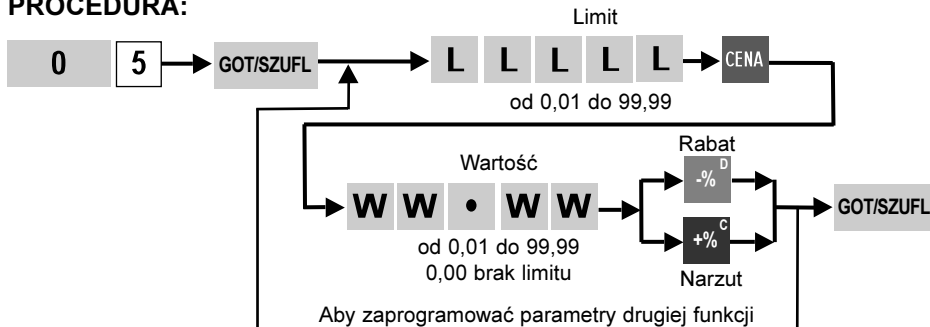 PROCEDURA:
Limit
0 5 GOT/SZUFL L L L L L CENA
od 0,01 do 99,99
Wartość
Rabat
-% D
W W • W W
GOT/SZUFL
+% C
od 0,01 do 99,99
0,00 brak limitu
Narzut
Aby zaprogramować parametry drugiej funkcji